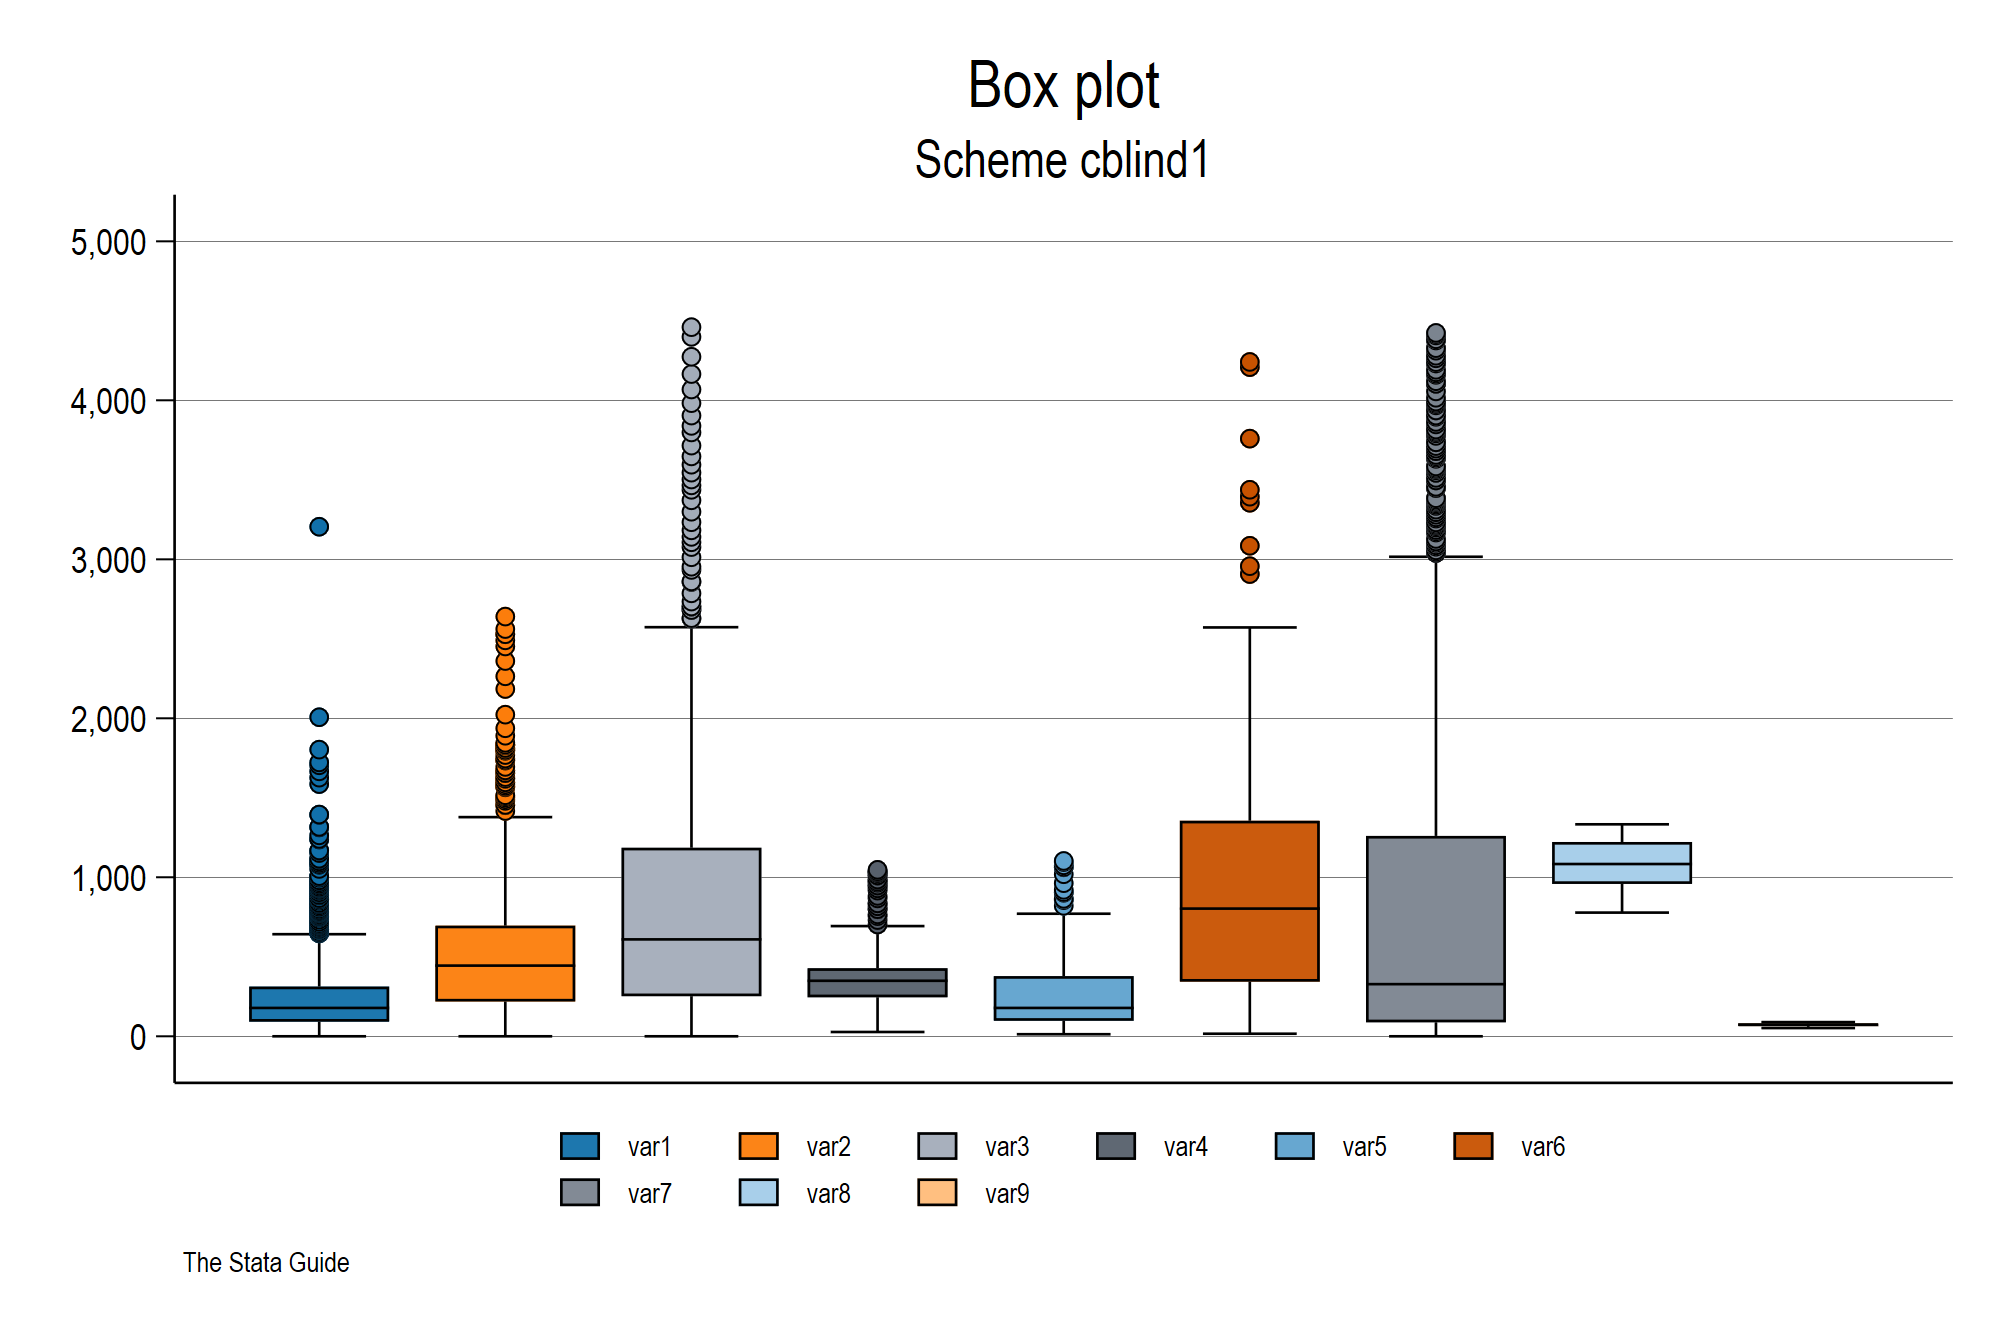 Box plot
Scheme cblind1
5,000
4,000
3,000
2,000
1,000
0
var1 var2 var3 var4 var5 var6
var7 var8 var9
The Stata Guide